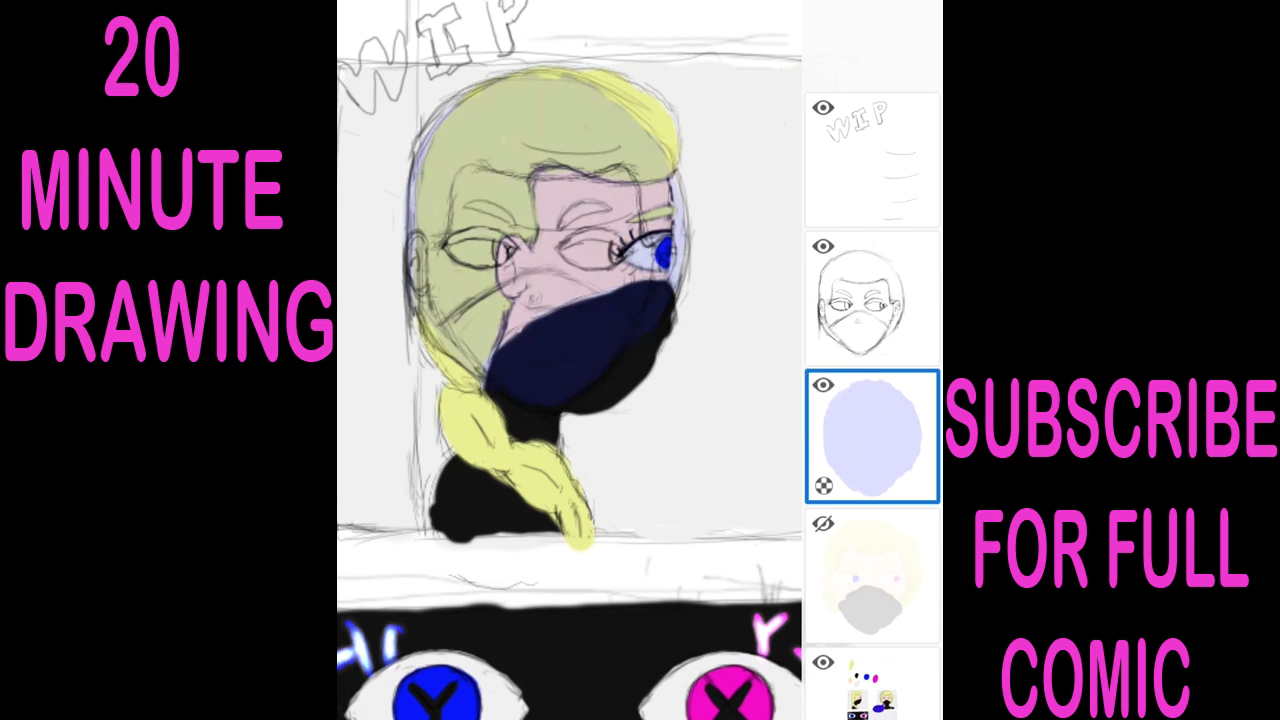 20
MINUTE
DRAWING
WIP
WIP
SUBSCRIBE
FOR FULL
COMIC
Y
X